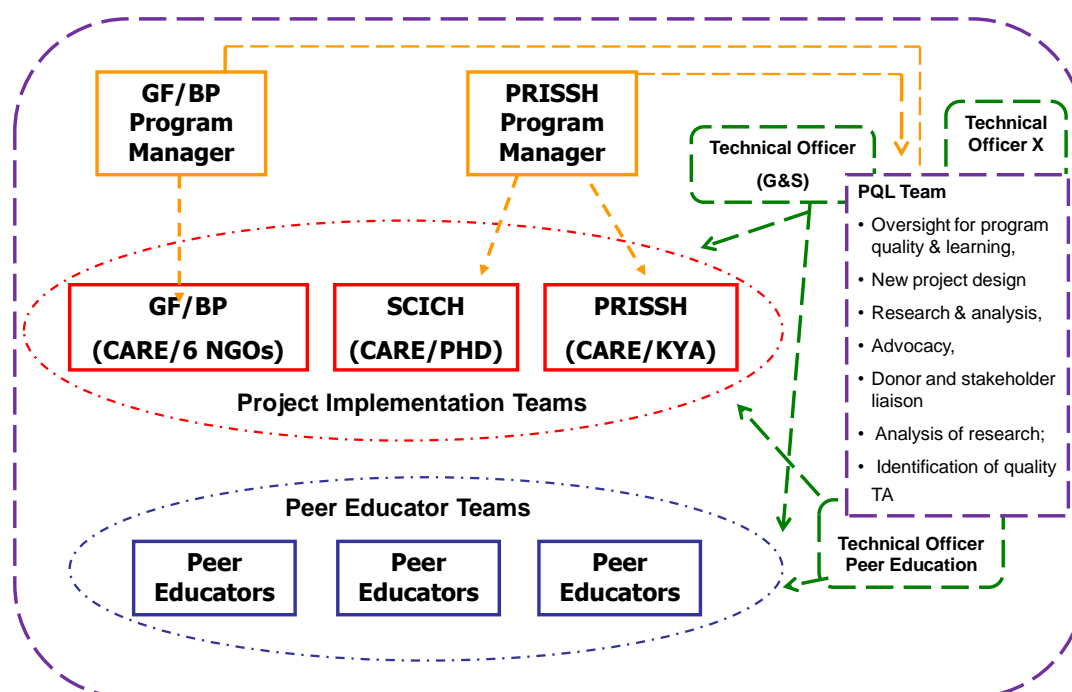 GF/BP
Program
Manager
PRISSH
Program
Manager
Technical Officer
(G&S)
Technical
Officer X
PQL Team
• Oversight for program
quality & learning,
• New project design
• Research & analysis,
• Advocacy,
• Donor and stakeholder
liaison
• Analysis of research;
• Identification of quality
TA
GF/BP
(CARE/6 NGOs)
SCICH
(CARE/PHD)
PRISSH
(CARE/KYA)
Project Implementation Teams
Peer Educator Teams
Peer
Educators
Peer
Educators
Peer
Educators
Technical Officer
Peer Education